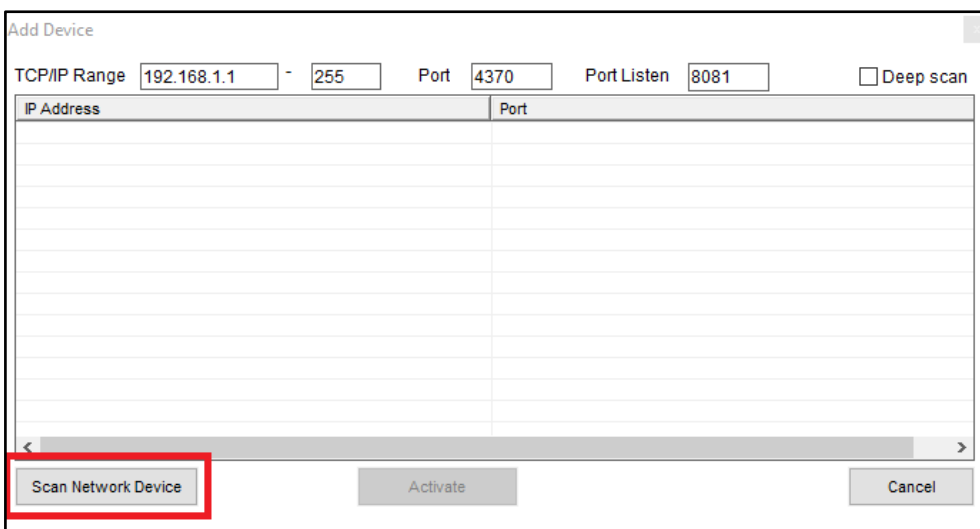 Add Device
TCP/IP Range 192.168.1.1 - 255 Port 4370 Port Listen 8081 Deep scan
IP Address Port
Scan Network Device Activate Cancel